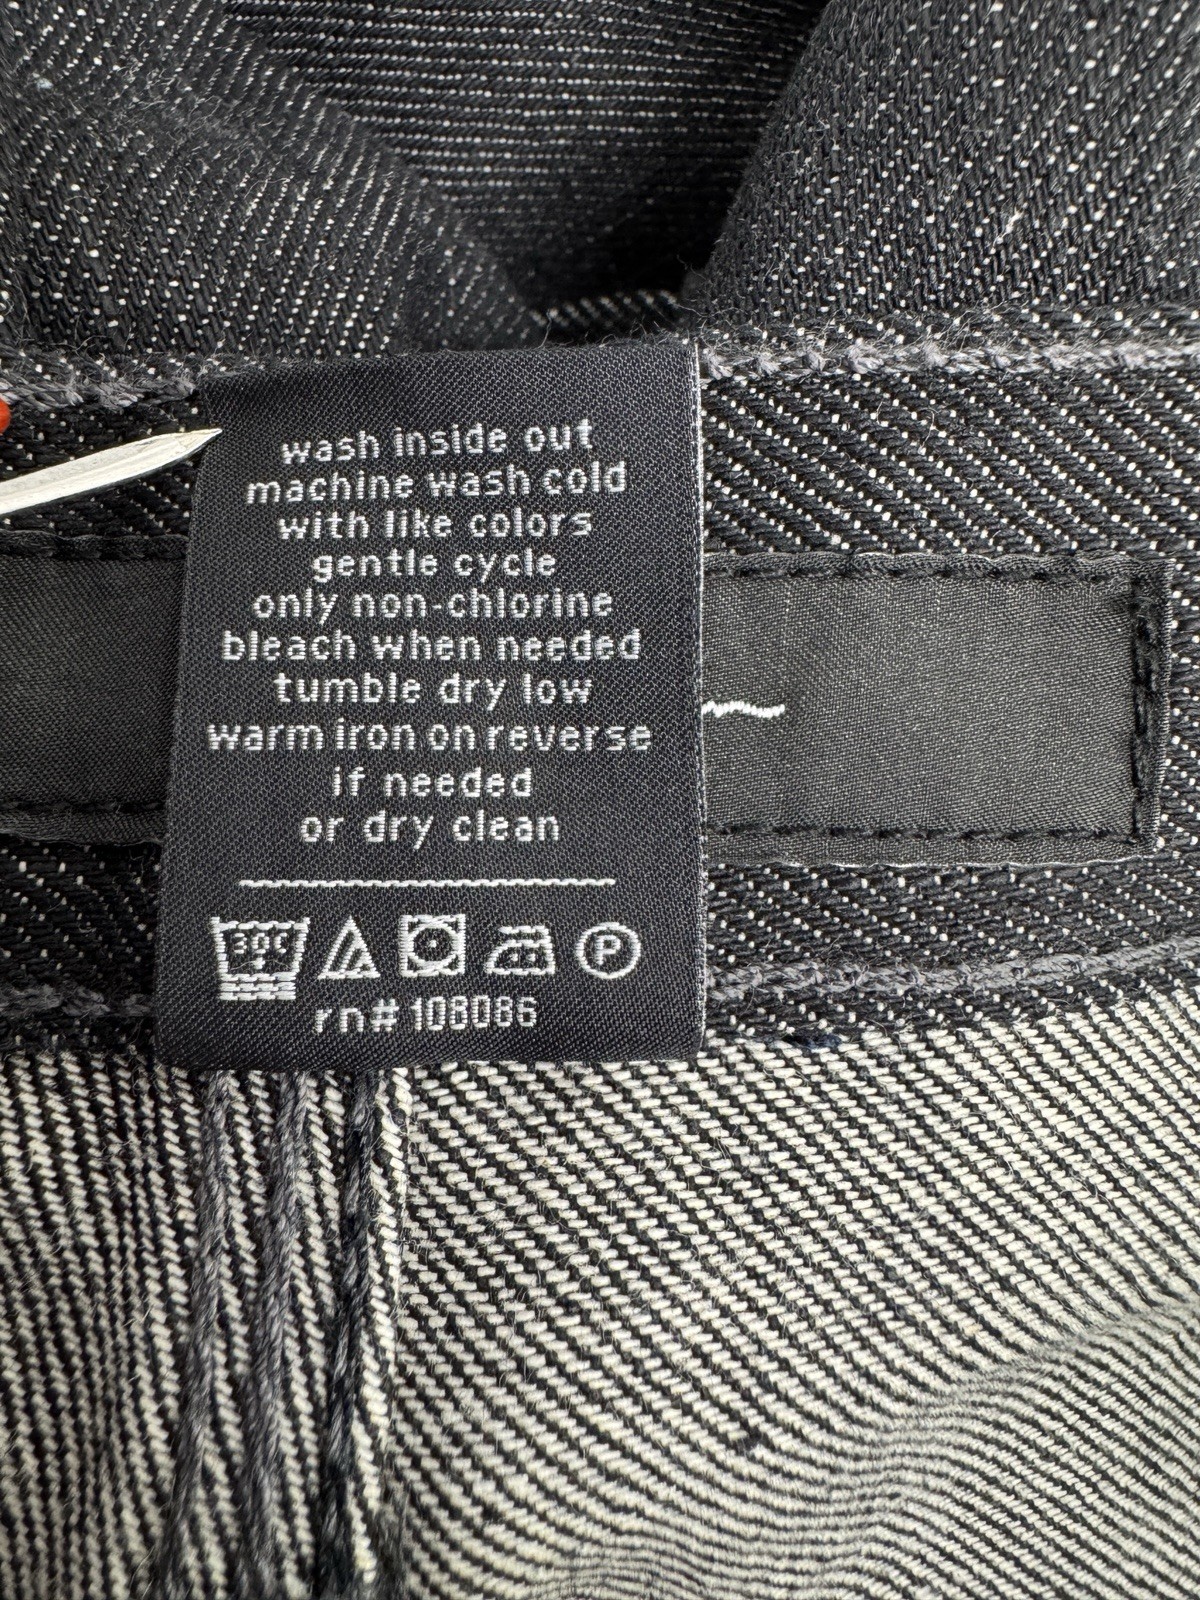 wash inside out
machine wash cold
with like colors
gentle cycle
only non-chlorine
bleach when needed
tumble dry low
warm iron on reverse
if needed
or dry clean
30C
P
rn# 108086